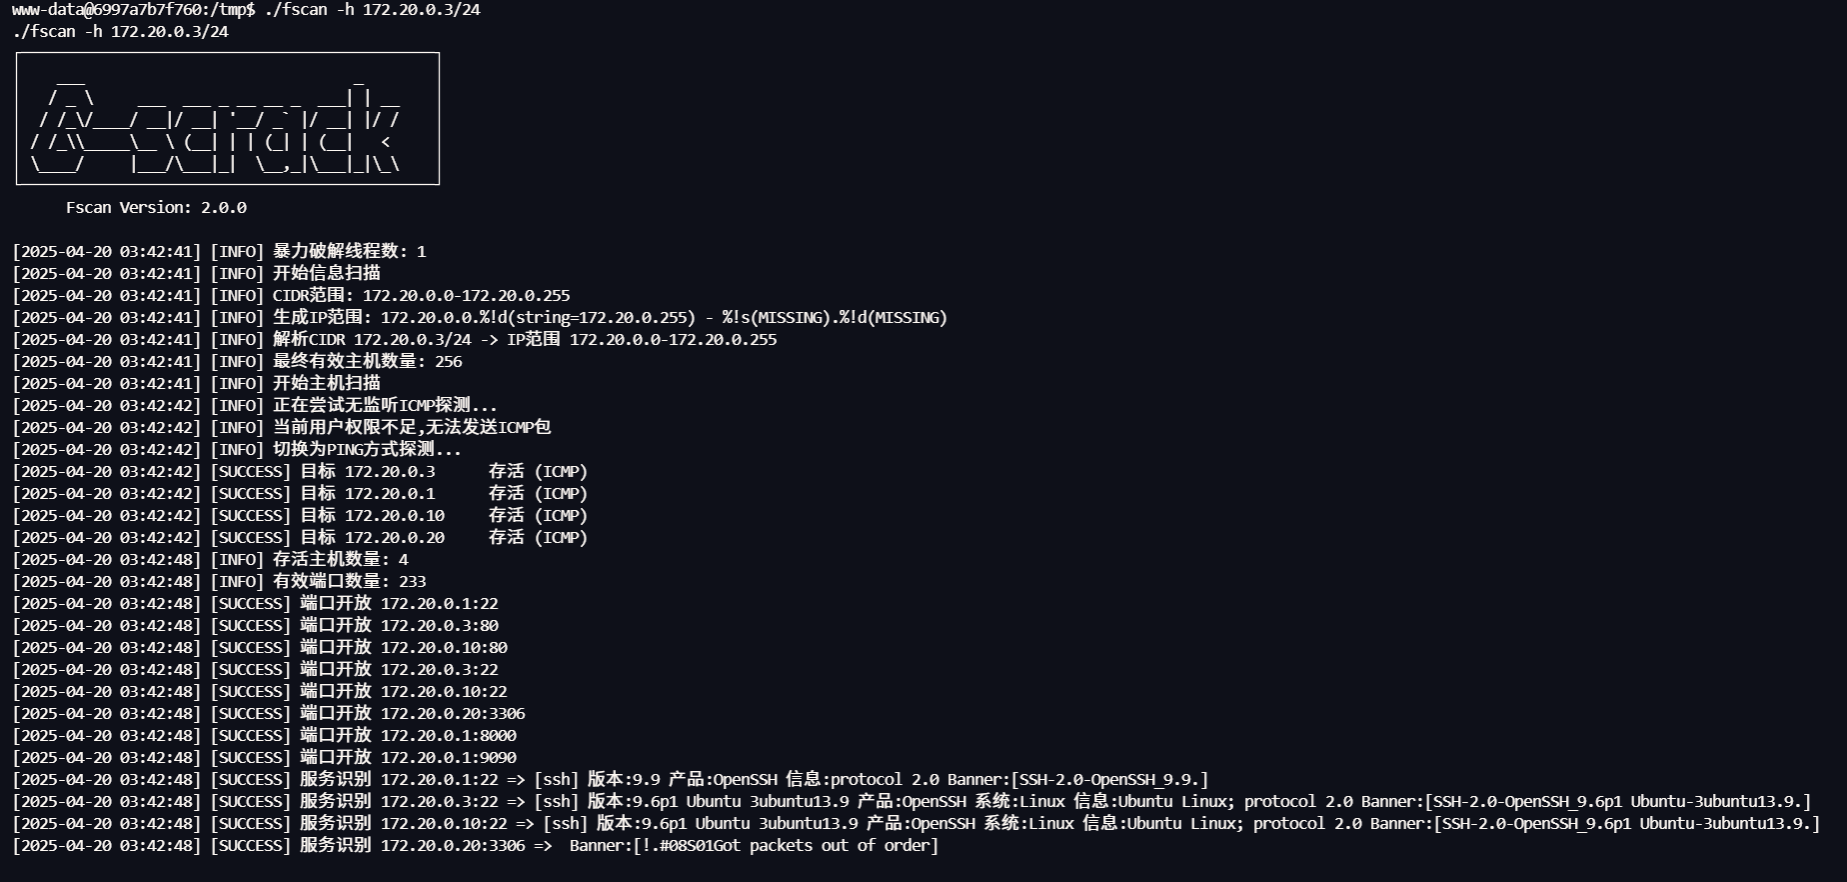 www-data@6997a7b7f760:/tmp$ ./fscan -h 172.20.0.3/24
./fscan -h 172.20.0.3/24
┌──────────────────────────────────────────────┐
│    ___                              _        │
│   / _ \     ___  ___ _ __ __ _  ___| | __    │
│  / /_\/____/ __|/ __| '__/ _` |/ __| |/ /    │
│ / /_\\_____\__ \ (__| | | (_| | (__|   <     │
│ \____/     |___/\___|_|  \__,_|\___|_|\_\    │
└──────────────────────────────────────────────┘
Fscan Version: 2.0.0
[2025-04-20 03:42:41] [INFO] 暴力破解线程数: 1
[2025-04-20 03:42:41] [INFO] 开始信息扫描
[2025-04-20 03:42:41] [INFO] CIDR范围: 172.20.0.0-172.20.0.255
[2025-04-20 03:42:41] [INFO] 生成IP范围: 172.20.0.0.%!d(string=172.20.0.255) - %!s(MISSING).%!d(MISSING)
[2025-04-20 03:42:41] [INFO] 解析CIDR 172.20.0.3/24 -> IP范围 172.20.0.0-172.20.0.255
[2025-04-20 03:42:41] [INFO] 最终有效主机数量: 256
[2025-04-20 03:42:41] [INFO] 开始主机扫描
[2025-04-20 03:42:42] [INFO] 正在尝试无监听ICMP探测...
[2025-04-20 03:42:42] [INFO] 当前用户权限不足,无法发送ICMP包
[2025-04-20 03:42:42] [INFO] 切换为PING方式探测...
[2025-04-20 03:42:42] [SUCCESS] 目标 172.20.0.3      存活 (ICMP)
[2025-04-20 03:42:42] [SUCCESS] 目标 172.20.0.1      存活 (ICMP)
[2025-04-20 03:42:42] [SUCCESS] 目标 172.20.0.10     存活 (ICMP)
[2025-04-20 03:42:42] [SUCCESS] 目标 172.20.0.20     存活 (ICMP)
[2025-04-20 03:42:48] [INFO] 存活主机数量: 4
[2025-04-20 03:42:48] [INFO] 有效端口数量: 233
[2025-04-20 03:42:48] [SUCCESS] 端口开放 172.20.0.1:22
[2025-04-20 03:42:48] [SUCCESS] 端口开放 172.20.0.3:80
[2025-04-20 03:42:48] [SUCCESS] 端口开放 172.20.0.10:80
[2025-04-20 03:42:48] [SUCCESS] 端口开放 172.20.0.3:22
[2025-04-20 03:42:48] [SUCCESS] 端口开放 172.20.0.10:22
[2025-04-20 03:42:48] [SUCCESS] 端口开放 172.20.0.20:3306
[2025-04-20 03:42:48] [SUCCESS] 端口开放 172.20.0.1:8000
[2025-04-20 03:42:48] [SUCCESS] 端口开放 172.20.0.1:9090
[2025-04-20 03:42:48] [SUCCESS] 服务识别 172.20.0.1:22 => [ssh] 版本:9.9 产品:OpenSSH 信息:protocol 2.0 Banner:[SSH-2.0-OpenSSH_9.9.]
[2025-04-20 03:42:48] [SUCCESS] 服务识别 172.20.0.3:22 => [ssh] 版本:9.6p1 Ubuntu 3ubuntu13.9 产品:OpenSSH 系统:Linux 信息:Ubuntu Linux; protocol 2.0 Banner:[SSH-2.0-OpenSSH_9.6p1 Ubuntu-3ubuntu13.9.]
[2025-04-20 03:42:48] [SUCCESS] 服务识别 172.20.0.10:22 => [ssh] 版本:9.6p1 Ubuntu 3ubuntu13.9 产品:OpenSSH 系统:Linux 信息:Ubuntu Linux; protocol 2.0 Banner:[SSH-2.0-OpenSSH_9.6p1 Ubuntu-3ubuntu13.9.]
[2025-04-20 03:42:48] [SUCCESS] 服务识别 172.20.0.20:3306 =>  Banner:[!.#08S01Got packets out of order]